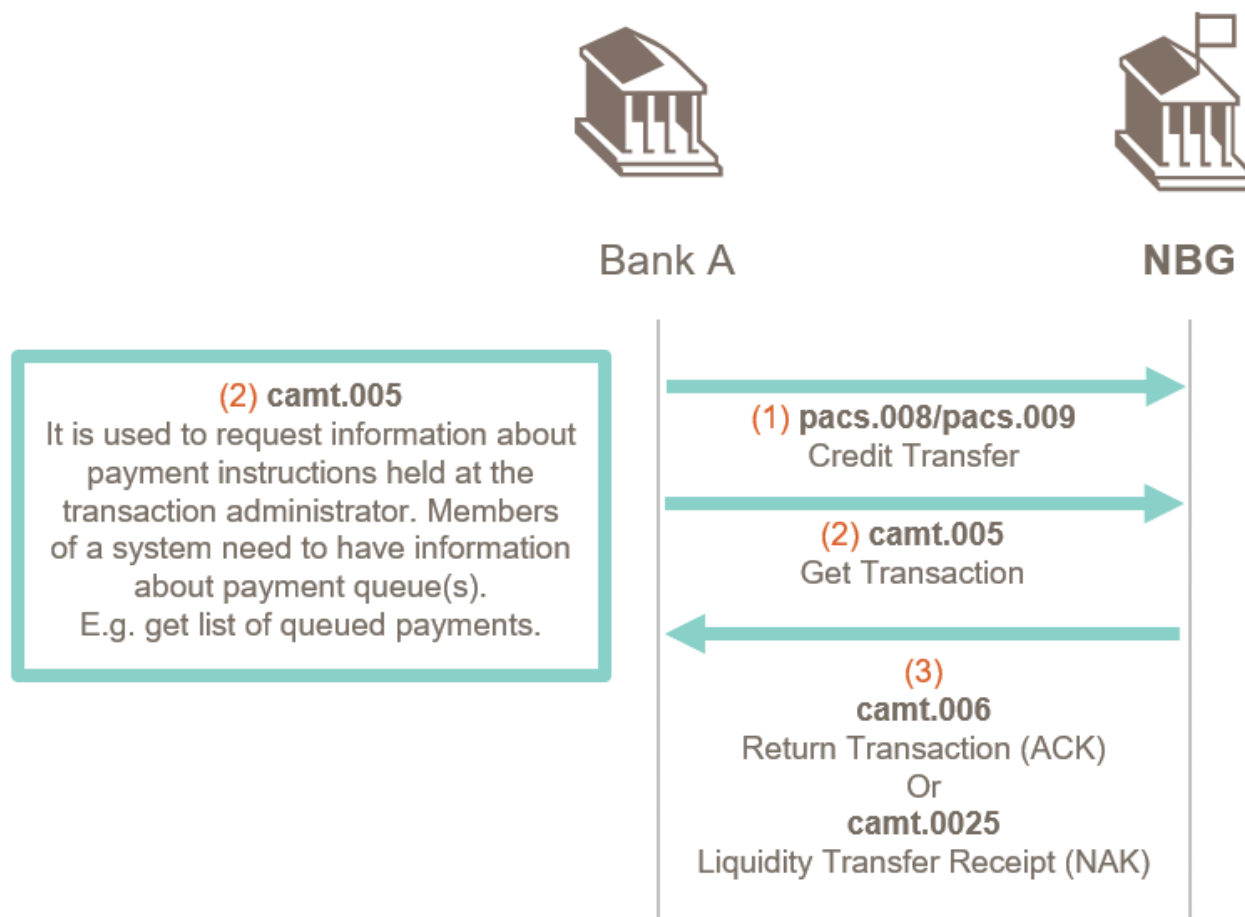 Bank A
NBG
(2) camt.005
It is used to request information about
payment instructions held at the
transaction administrator. Members
of a system need to have information
about payment queue(s).
E.g. get list of queued payments.
(1) pacs.008/pacs.009
Credit Transfer
(2) camt.005
Get Transaction
(3)
camt.006
Return Transaction (ACK)
Or
camt.0025
Liquidity Transfer Receipt (NAK)